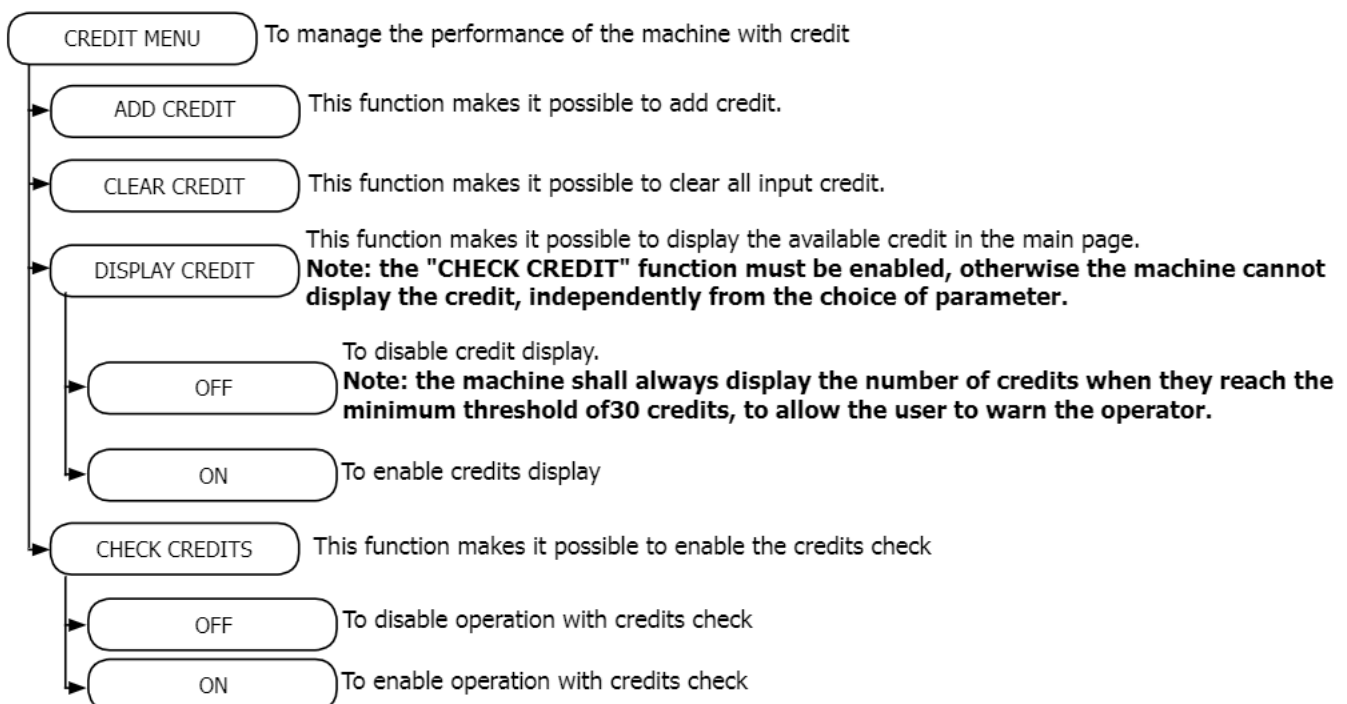 CREDIT MENU To manage the performance of the machine with credit
ADD CREDIT This function makes it possible to add credit.
CLEAR CREDIT This function makes it possible to clear all input credit.
This function makes it possible to display the available credit in the main page.
DISPLAY CREDIT Note: the "CHECK CREDIT" function must be enabled, otherwise the machine cannot
display the credit, independently from the choice of parameter.
To disable credit display.
OFF Note: the machine shall always display the number of credits when they reach the
minimum threshold of30 credits, to allow the user to warn the operator.
ON To enable credits display
CHECK CREDITS This function makes it possible to enable the credits check
OFF To disable operation with credits check
ON To enable operation with credits check